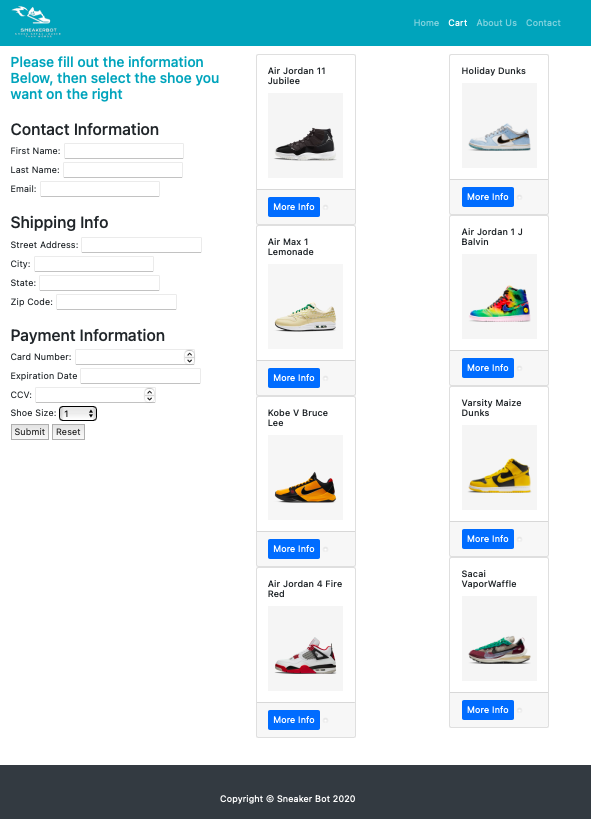 SNEAKERBOT
Home Cart About Us Contact
Please fill out the information
Below, then select the shoe you
want on the right
Contact Information
First Name:
Last Name:
Email:
Shipping Info
Street Address:
City:
State:
Zip Code:
Payment Information
Card Number:
Expiration Date
CCV:
Shoe Size: 1
Submit Reset
Air Jordan 11
Jubilee
More Info
Air Max 1
Lemonade
More Info
Kobe V Bruce
Lee
More Info
Air Jordan 4 Fire
Red
More Info
Holiday Dunks
More Info
Air Jordan 1 J
Balvin
More Info
Varsity Maize
Dunks
More Info
Sacai
VaporWaffle
More Info
Copyright © Sneaker Bot 2020